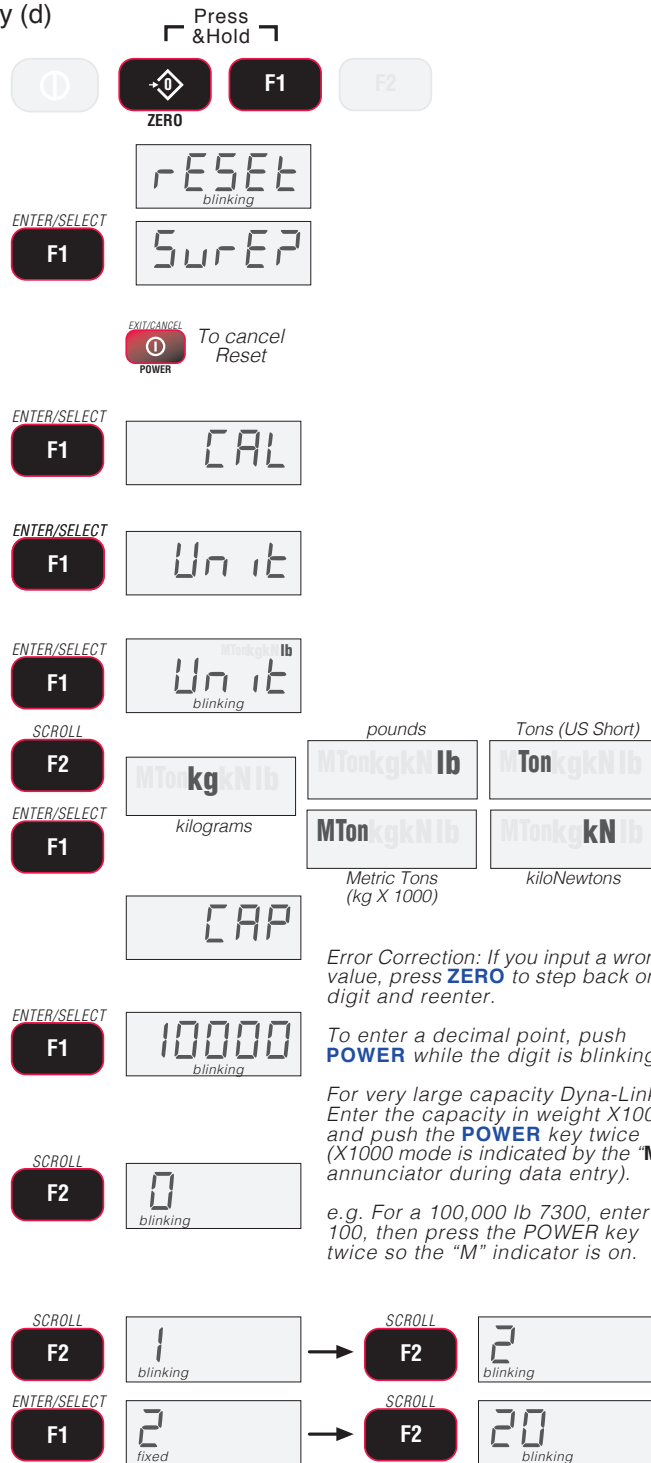 y (d)
Press
&Hold
F1
F2
ZERO
rESEt
blinking
ENTER/SELECT
F1
SurE?
EXIT/CANCEL
POWER
To cancel
Reset
ENTER/SELECT
F1
CAL
ENTER/SELECT
F1
Unit
ENTER/SELECT
F1
MTonkgkNlb
Unit
blinking
SCROLL
F2
ENTER/SELECT
F1
MTonkgkNlb
kilograms
pounds
MTonkgkNlb
Tons (US Short)
MTonkgkNlb
MTonkgkNlb
Metric Tons
(kg X 1000)
MTonkgkNlb
kiloNewtons
CAP
Error Correction: If you input a wron
value, press ZERO to step back on
digit and reenter.
ENTER/SELECT
F1
10000
blinking
To enter a decimal point, push
POWER while the digit is blinking
For very large capacity Dyna-Link
Enter the capacity in weight X100
and push the POWER key twice
(X1000 mode is indicated by the “M
annunciator during data entry).
SCROLL
F2
0
blinking
e.g. For a 100,000 lb 7300, enter
100, then press the POWER key
twice so the “M” indicator is on.
SCROLL
F2
1
blinking
SCROLL
F2
2
blinking
ENTER/SELECT
F1
2
fixed
SCROLL
F2
20
blinking